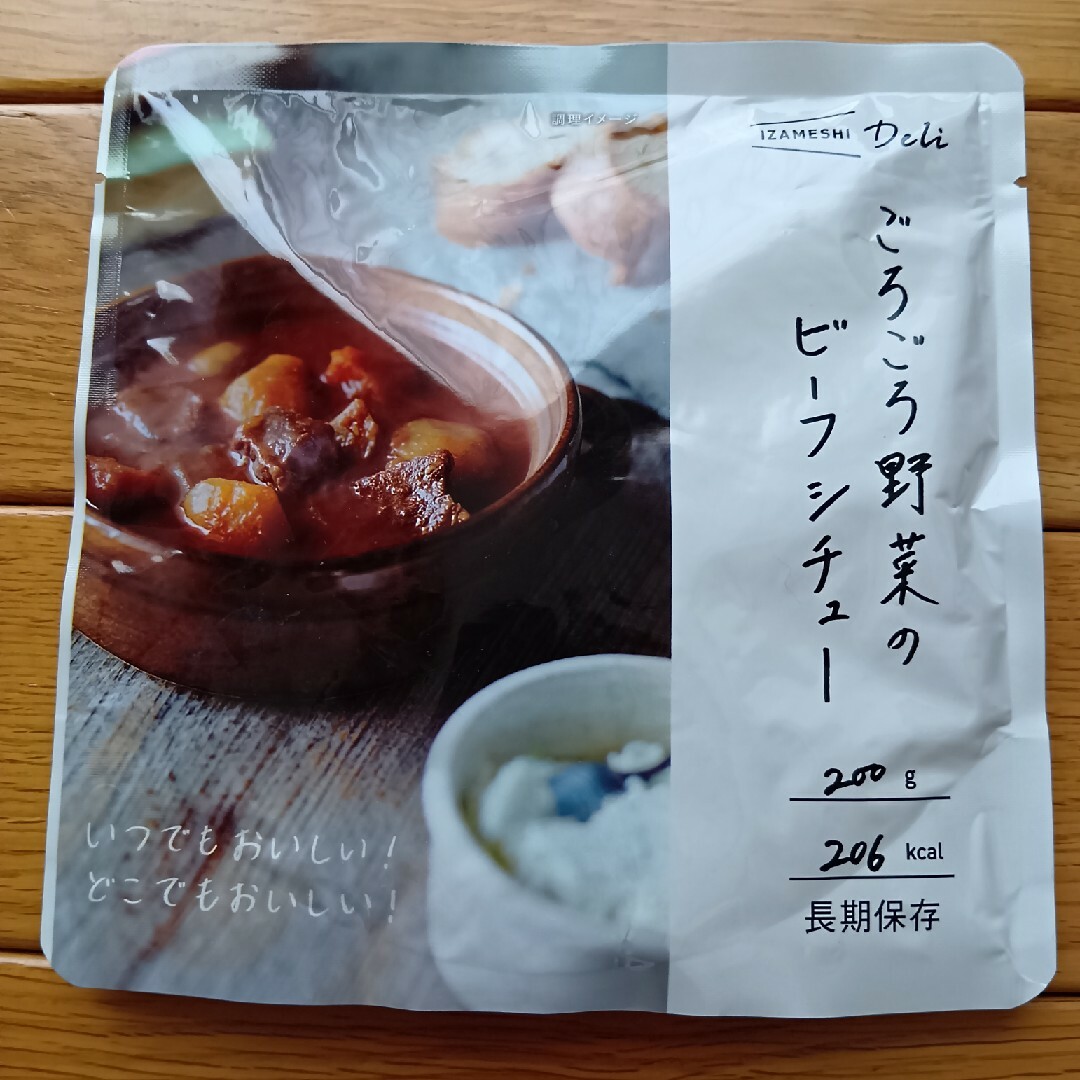 調理イメージ
IZAMESHI Deli
ごろごろ野菜の
ビーフシチュー
200 g
206 kcal
長期保存
いつでもおいしい!
どこでもおいしい!